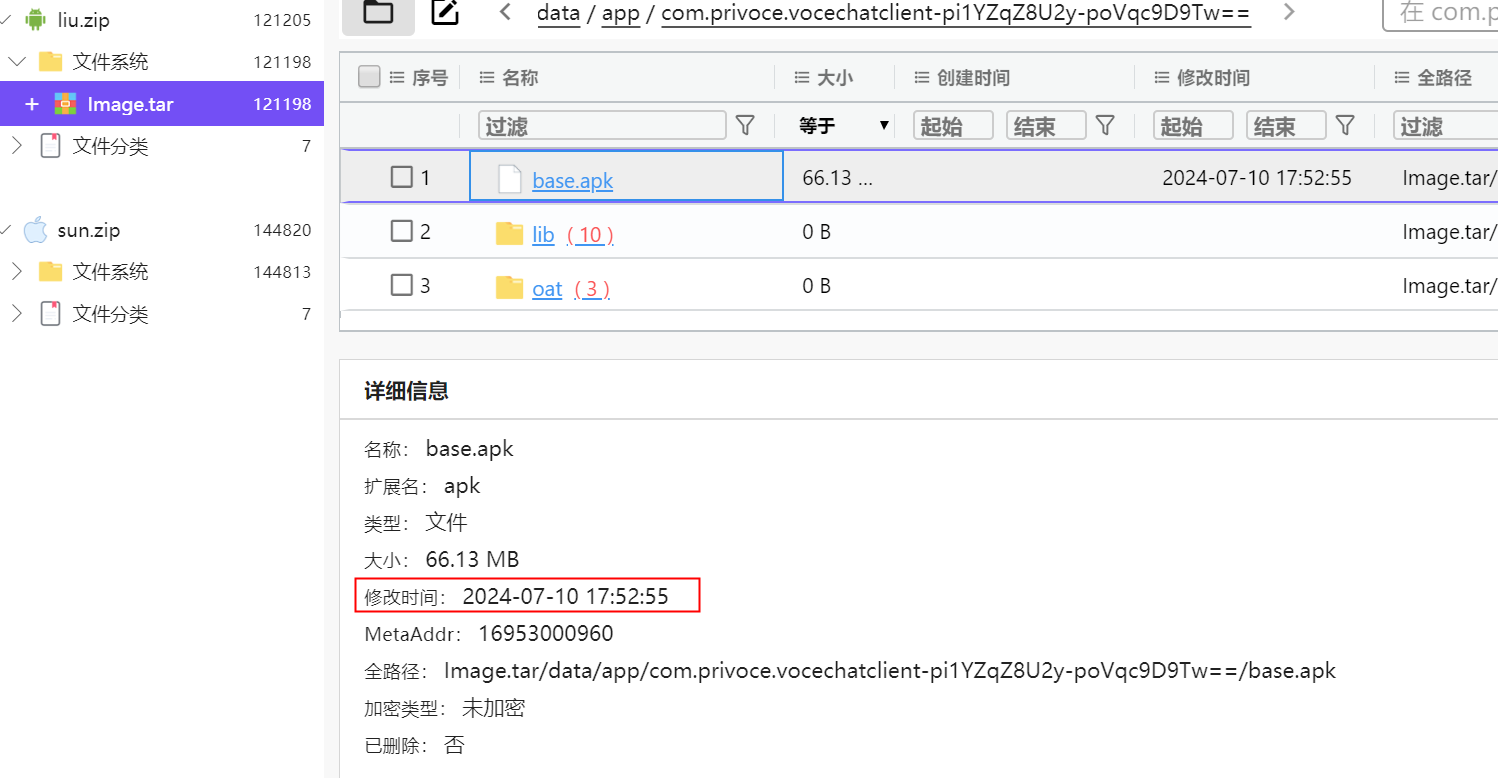 liu.zip 121205
文件系统 121198
Image.tar 121198
文件分类 7
sun.zip 144820
文件系统 144813
文件分类 7
data / app / com.privoce.vocechatclient-pi1YZqZ8U2y-poVqc9D9Tw==
在 com.p
序号 名称 大小 创建时间 修改时间 全路径
过滤 等于 起始 结束 起始 结束 过滤
1 base.apk 66.13 ... 2024-07-10 17:52:55 Image.tar/
2 lib (10) 0 B Image.tar/
3 oat (3) 0 B Image.tar/
详细信息
名称: base.apk
扩展名: apk
类型: 文件
大小: 66.13 MB
修改时间: 2024-07-10 17:52:55
MetaAddr: 16953000960
全路径: Image.tar/data/app/com.privoce.vocechatclient-pi1YZqZ8U2y-poVqc9D9Tw==/base.apk
加密类型: 未加密
已删除: 否